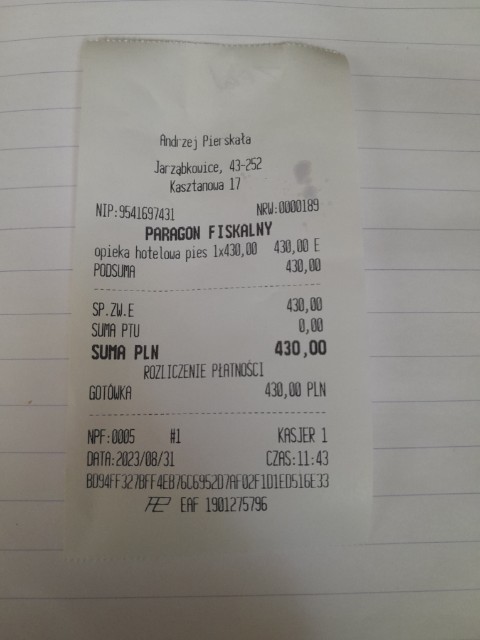 Andrzej Pierskała
Jarząbkowice, 43-252
Kasztanowa 17
NIP:9541697431 NRW:0000189
PARAGON FISKALNY
opieka hotelowa pies 1x430,00 430,00 E
PODSUMA 430,00
SP.ZW.E 430,00
SUMA PTU 0,00
SUMA PLN 430,00
ROZLICZENIE PŁATNOŚCI
GOTÓWKA 430,00 PLN
NPF:0005 #1 KASJER 1
DATA:2023/08/31 CZAS:11:43
BD94FF327BFF4EB76C6952D7AF02F1D1ED516E33
EAF 1901275796